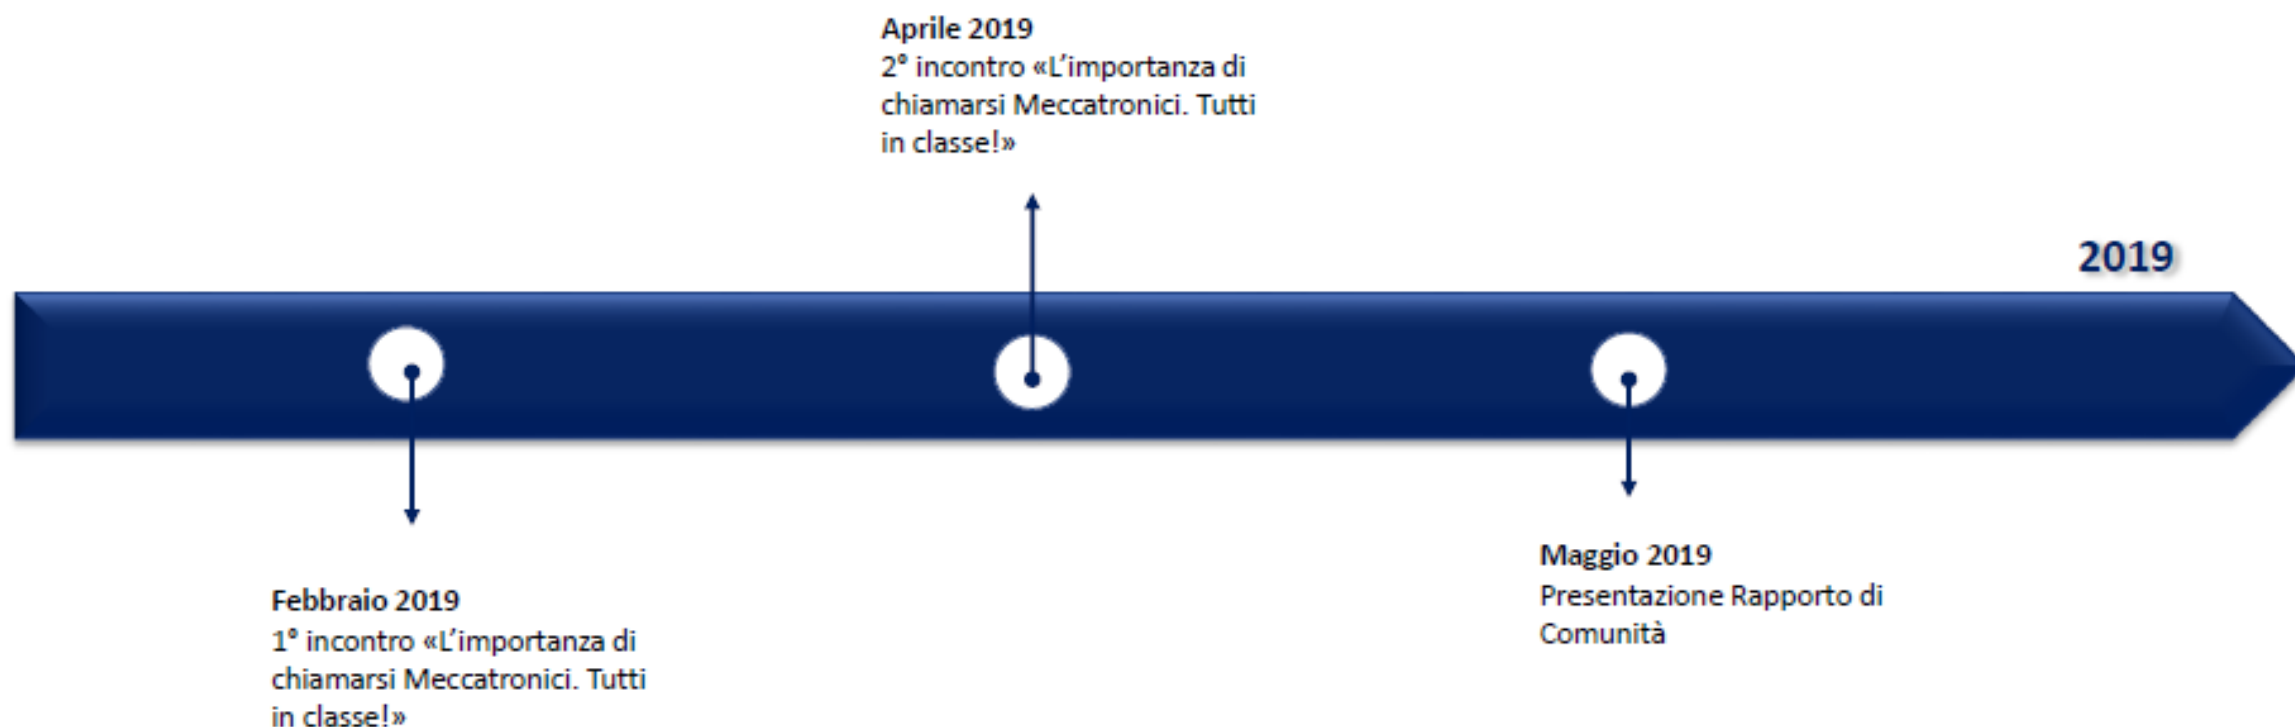 Aprile 2019
2° incontro «L'importanza di
chiamarsi Meccatronici. Tutti
in classe!»
2019
Febbraio 2019
1° incontro «L'importanza di
chiamarsi Meccatronici. Tutti
in classe!»
Maggio 2019
Presentazione Rapporto di
Comunità